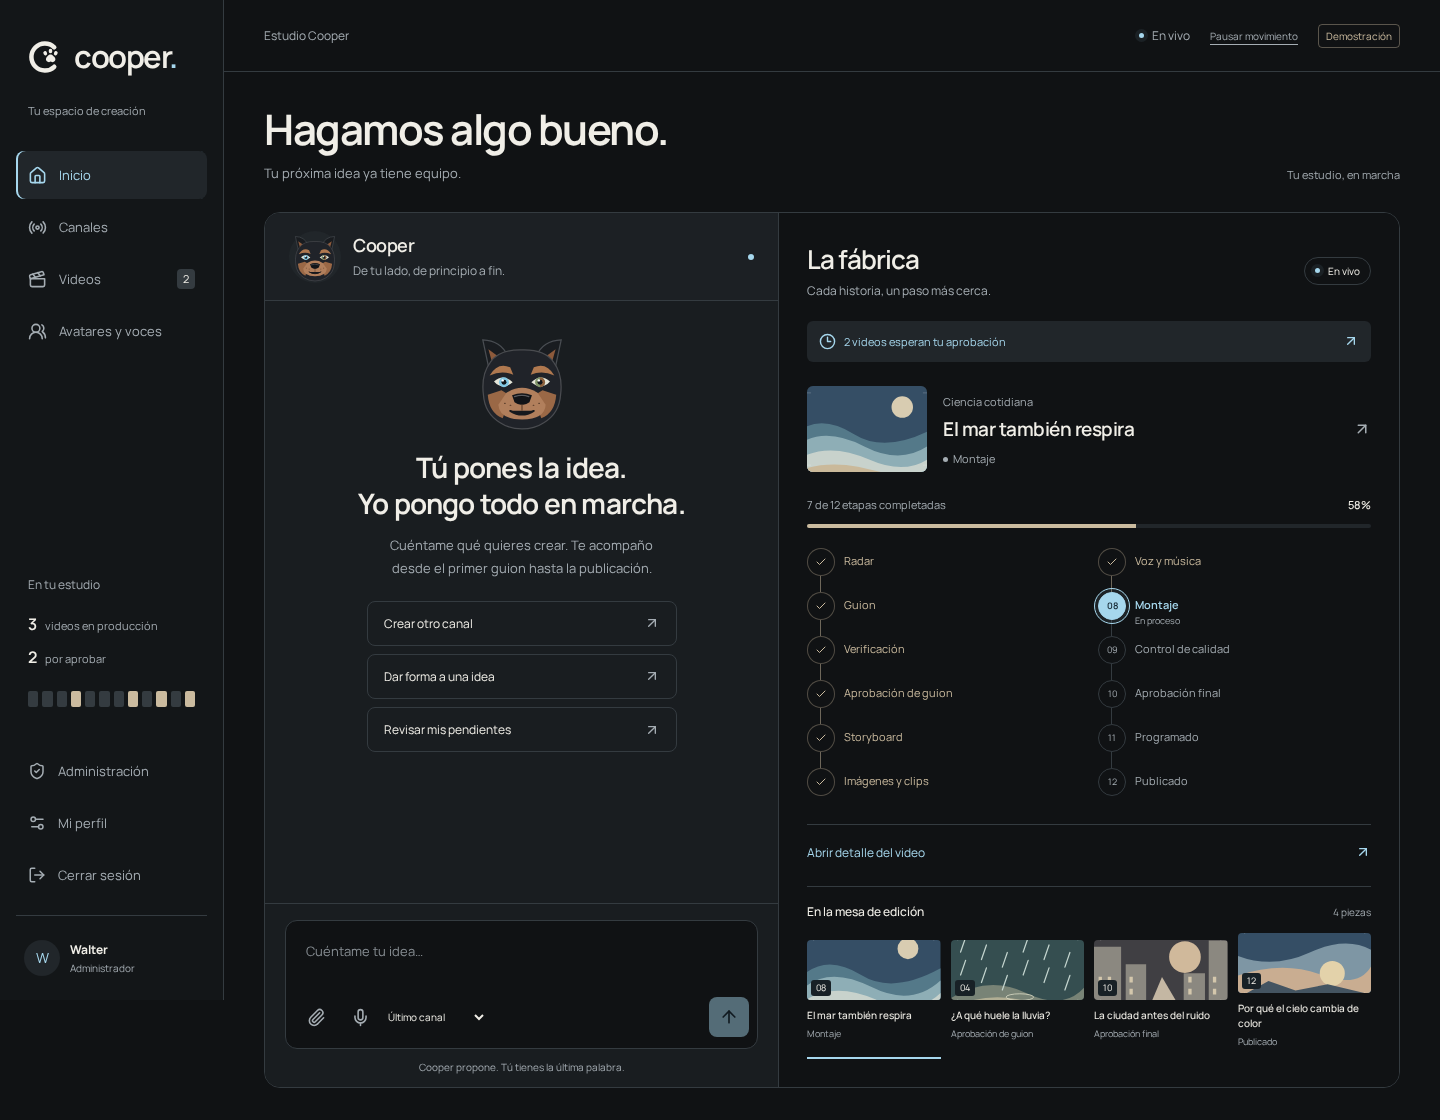 cooper.
Tu espacio de creación
Inicio
Canales
Videos
2
Avatares y voces
En tu estudio
3 videos en producción
2 por aprobar
Administración
Mi perfil
Cerrar sesión
W
Walter
Administrador
Estudio Cooper
En vivo
Pausar movimiento
Demostración
Hagamos algo bueno.
Tu próxima idea ya tiene equipo.
Tu estudio, en marcha
Cooper
De tu lado, de principio a fin.
Tú pones la idea.
Yo pongo todo en marcha.
Cuéntame qué quieres crear. Te acompaño
desde el primer guion hasta la publicación.
Crear otro canal
Dar forma a una idea
Revisar mis pendientes
Cuéntame tu idea…
Último canal
Cooper propone. Tú tienes la última palabra.
La fábrica
Cada historia, un paso más cerca.
En vivo
2 videos esperan tu aprobación
Ciencia cotidiana
El mar también respira
Montaje
7 de 12 etapas completadas
58%
Radar
Guion
Verificación
Aprobación de guion
Storyboard
Imágenes y clips
Voz y música
08 Montaje
En proceso
09 Control de calidad
10 Aprobación final
11 Programado
12 Publicado
Abrir detalle del video
En la mesa de edición
4 piezas
08
El mar también respira
Montaje
04
¿A qué huele la lluvia?
Aprobación de guion
10
La ciudad antes del ruido
Aprobación final
12
Por qué el cielo cambia de
color
Publicado